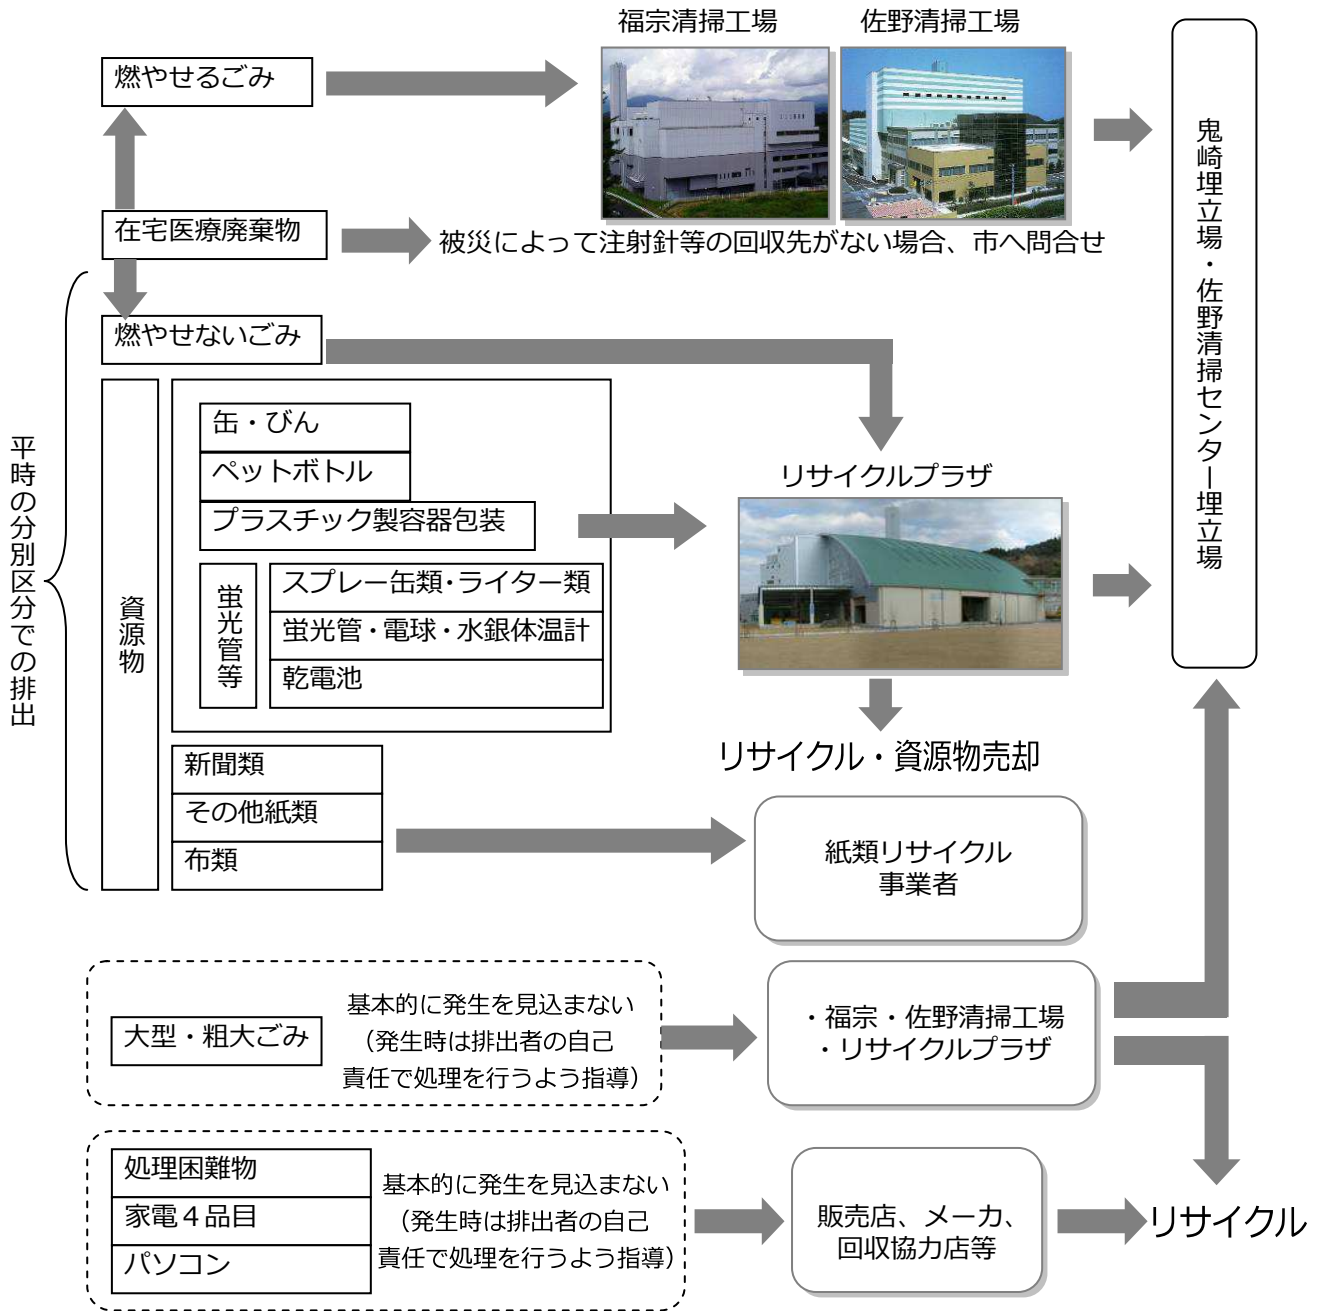 福宗清掃工場
佐野清掃工場
燃やせるごみ
在宅医療廃棄物
被災によって注射針等の回収先がない場合、市へ問合せ
鬼崎埋立場・佐野清掃センター埋立場
平時の分別区分での排出
燃やせないごみ
資源物
缶・びん
ペットボトル
プラスチック製容器包装
蛍光管等
スプレー缶類・ライター類
蛍光管・電球・水銀体温計
乾電池
リサイクルプラザ
リサイクル・資源物売却
新聞類
その他紙類
布類
紙類リサイクル
事業者
大型・粗大ごみ
基本的に発生を見込まない
（発生時は排出者の自己
責任で処理を行うよう指導）
・福宗・佐野清掃工場
・リサイクルプラザ
処理困難物
家電４品目
パソコン
基本的に発生を見込まない
（発生時は排出者の自己
責任で処理を行うよう指導）
販売店、メーカ、
回収協力店等
リサイクル